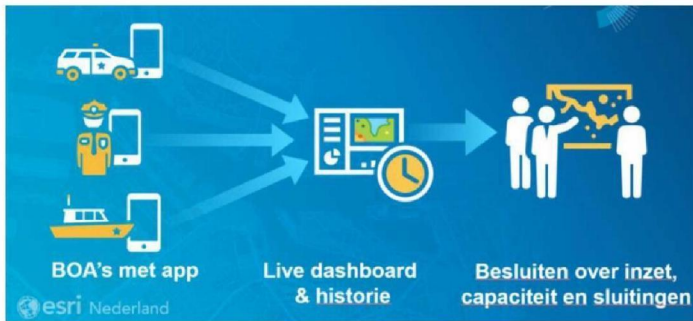 BOA's met app
Live dashboard
& historie
Besluiten over inzet,
capaciteit en sluitingen
esri Nederland